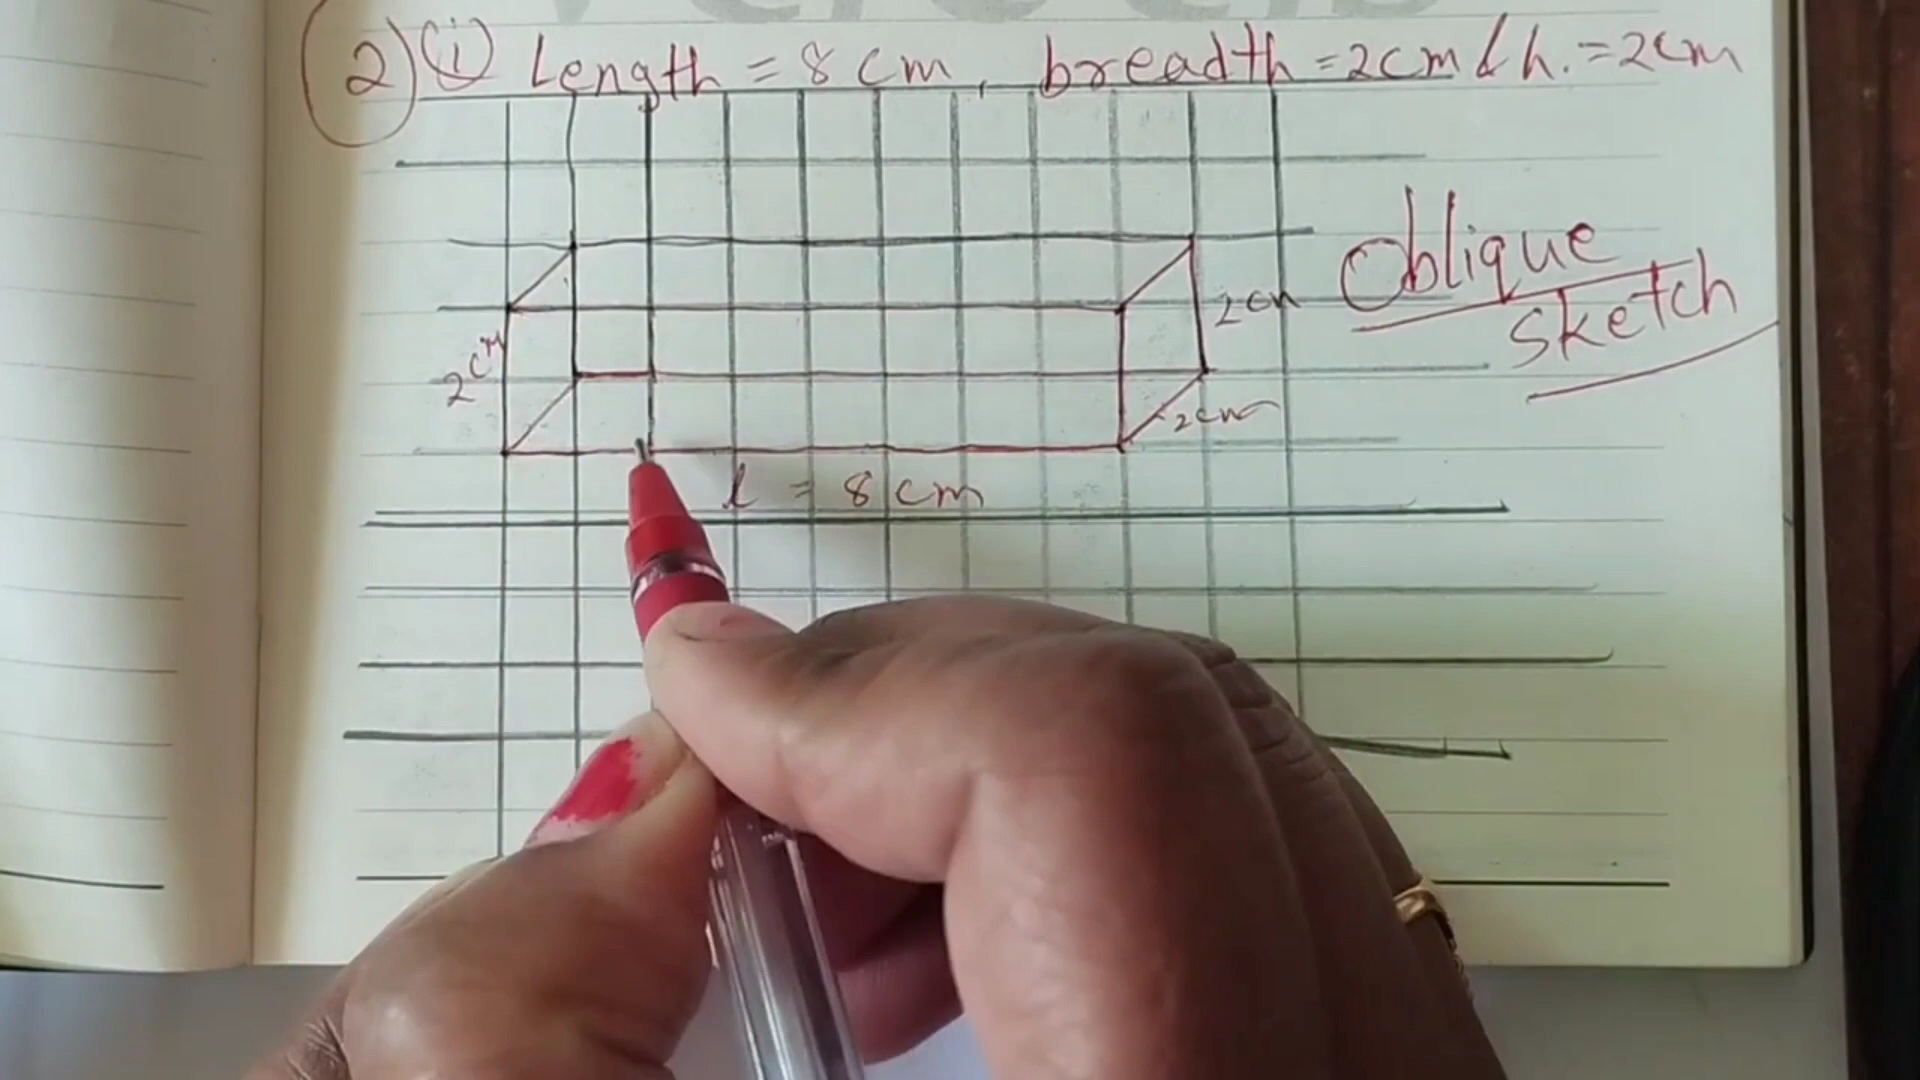 2) (i) Length = 8 cm, breadth = 2cm & h. = 2cm
Oblique
sketch
2cm
2cm
2cm
l = 8 cm